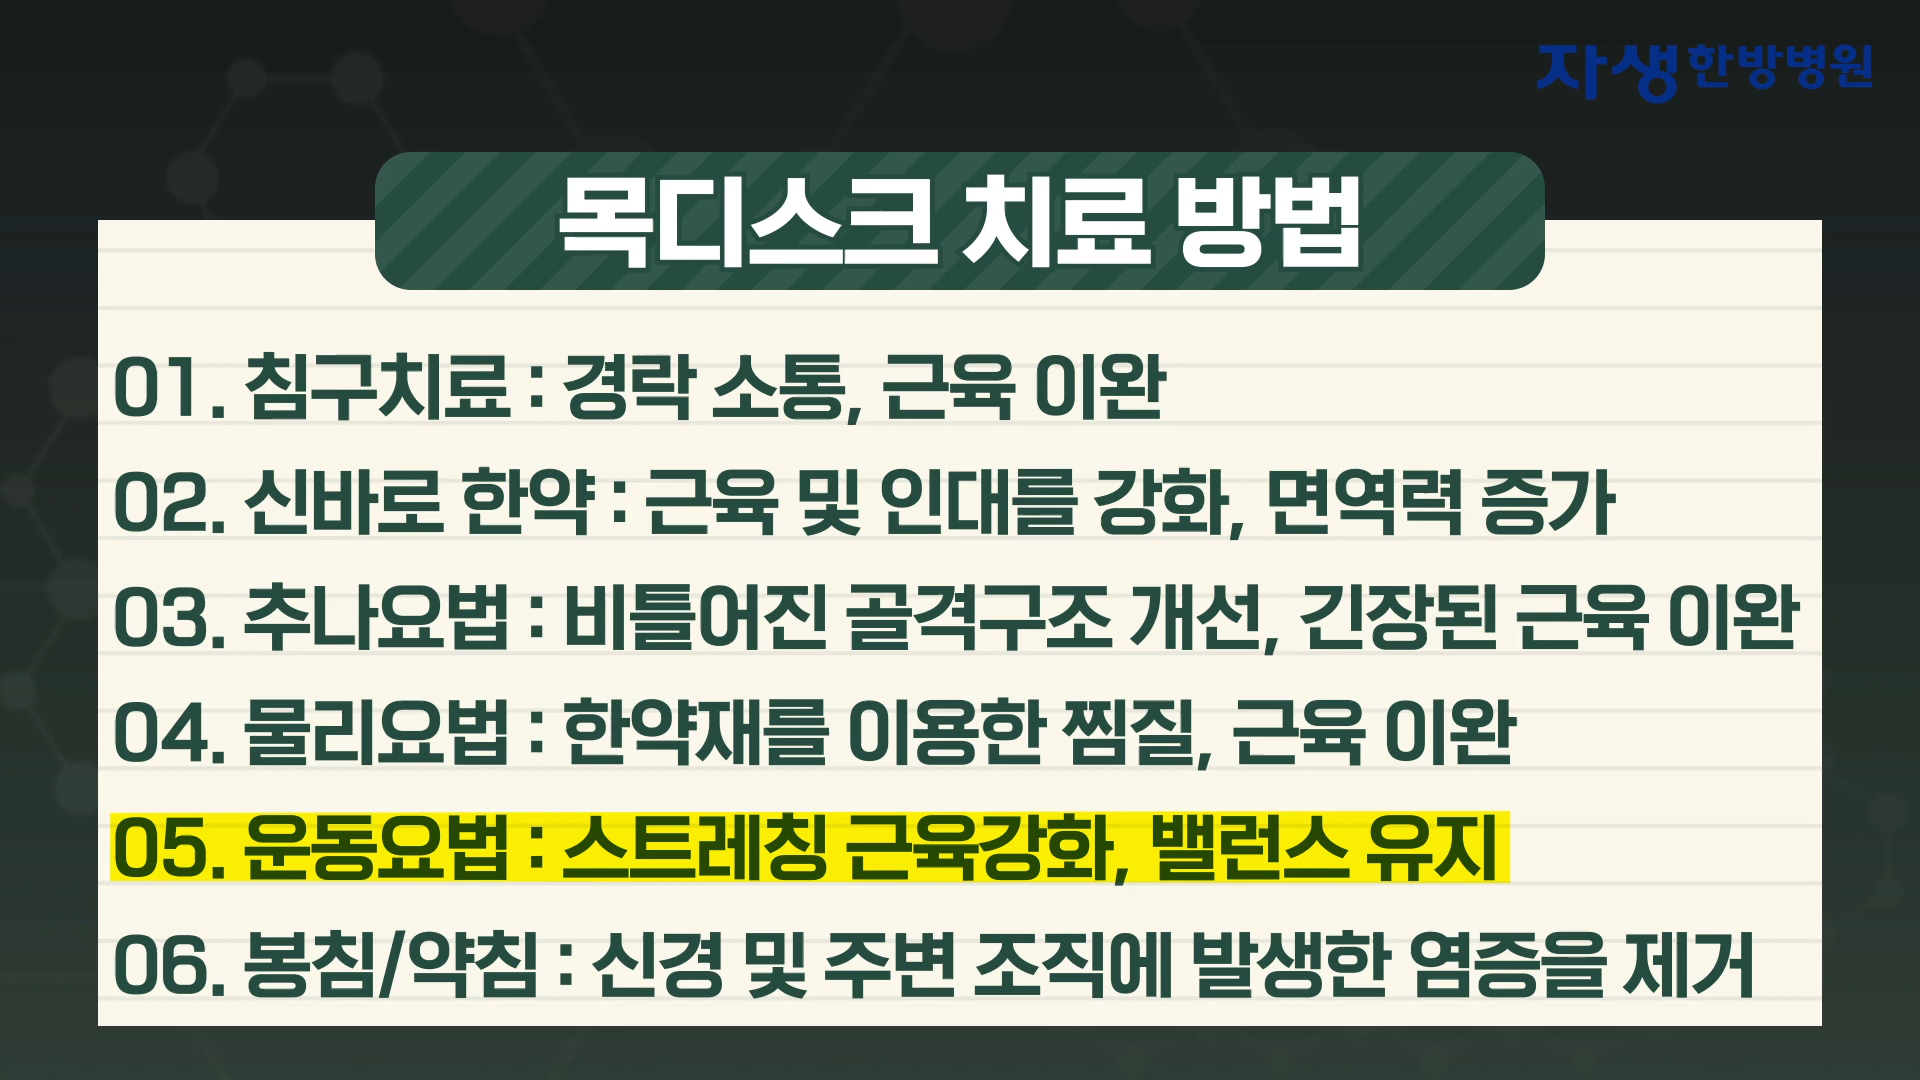 자생한방병원
목디스크 치료 방법
01. 침구치료 : 경락 소통, 근육 이완
02. 신바로 한약 : 근육 및 인대를 강화, 면역력 증가
03. 추나요법 : 비틀어진 골격구조 개선, 긴장된 근육 이완
04. 물리요법 : 한약재를 이용한 찜질, 근육 이완
05. 운동요법 : 스트레칭 근육강화, 밸런스 유지
06. 봉침/약침 : 신경 및 주변 조직에 발생한 염증을 제거